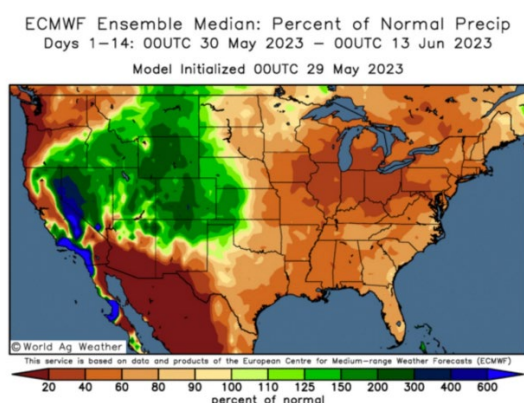 ECMWF Ensemble Median: Percent of Normal Precip
Days 1-14: 00UTC 30 May 2023 - 00UTC 13 Jun 2023
Model Initialized 00UTC 29 May 2023
© World Ag Weather
This service is based on data and products of the European Centre for Medium-range Weather Forecasts (ECMWF)
20 40 60 80 90 100 110 125 150 200 300 400 600
percent of normal